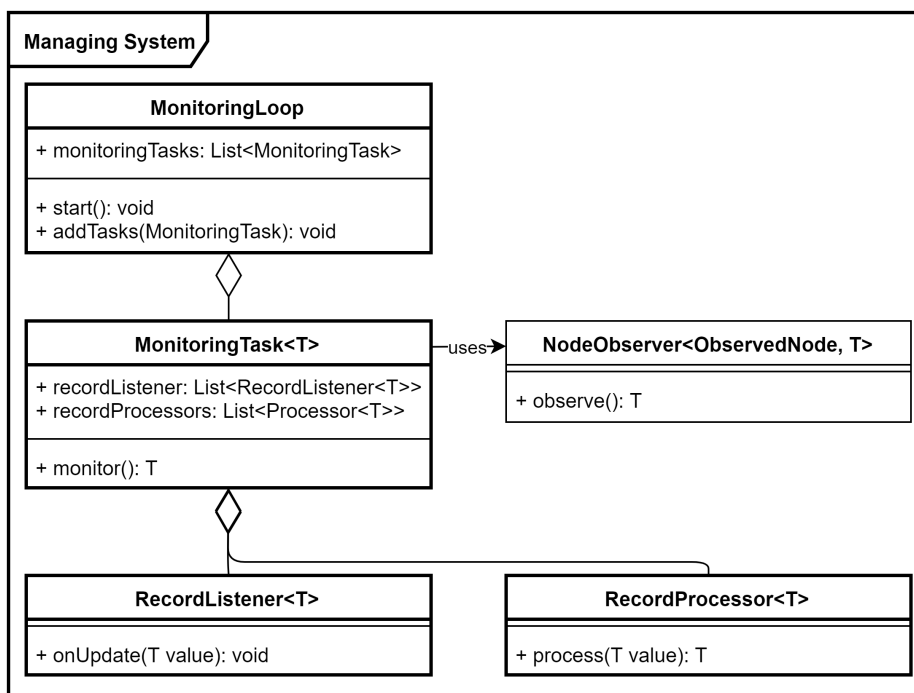 Managing System
MonitoringLoop
+ monitoringTasks: List<MonitoringTask>
+ start(): void
+ addTasks(MonitoringTask): void
MonitoringTask<T>
+ recordListener: List<RecordListener<T>>
+ recordProcessors: List<Processor<T>>
+ monitor(): T
uses
NodeObserver<ObservedNode, T>
+ observe(): T
RecordListener<T>
+ onUpdate(T value): void
RecordProcessor<T>
+ process(T value): T